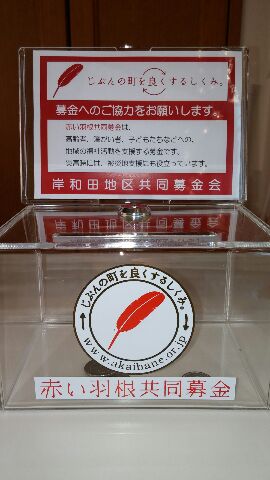 じぶんの町を良くするしくみ。
募金へのご協力をお願いします。
赤い羽根共同募金は、
高齢者、障がい者、子どもたちなどへの、
地域の福祉活動を支援する募金です。
災害時には、被災地支援にも役立っています。
岸和田地区共同募金会
じぶんの町を良くするしくみ。
www.akaibane.or.jp
赤い羽根共同募金